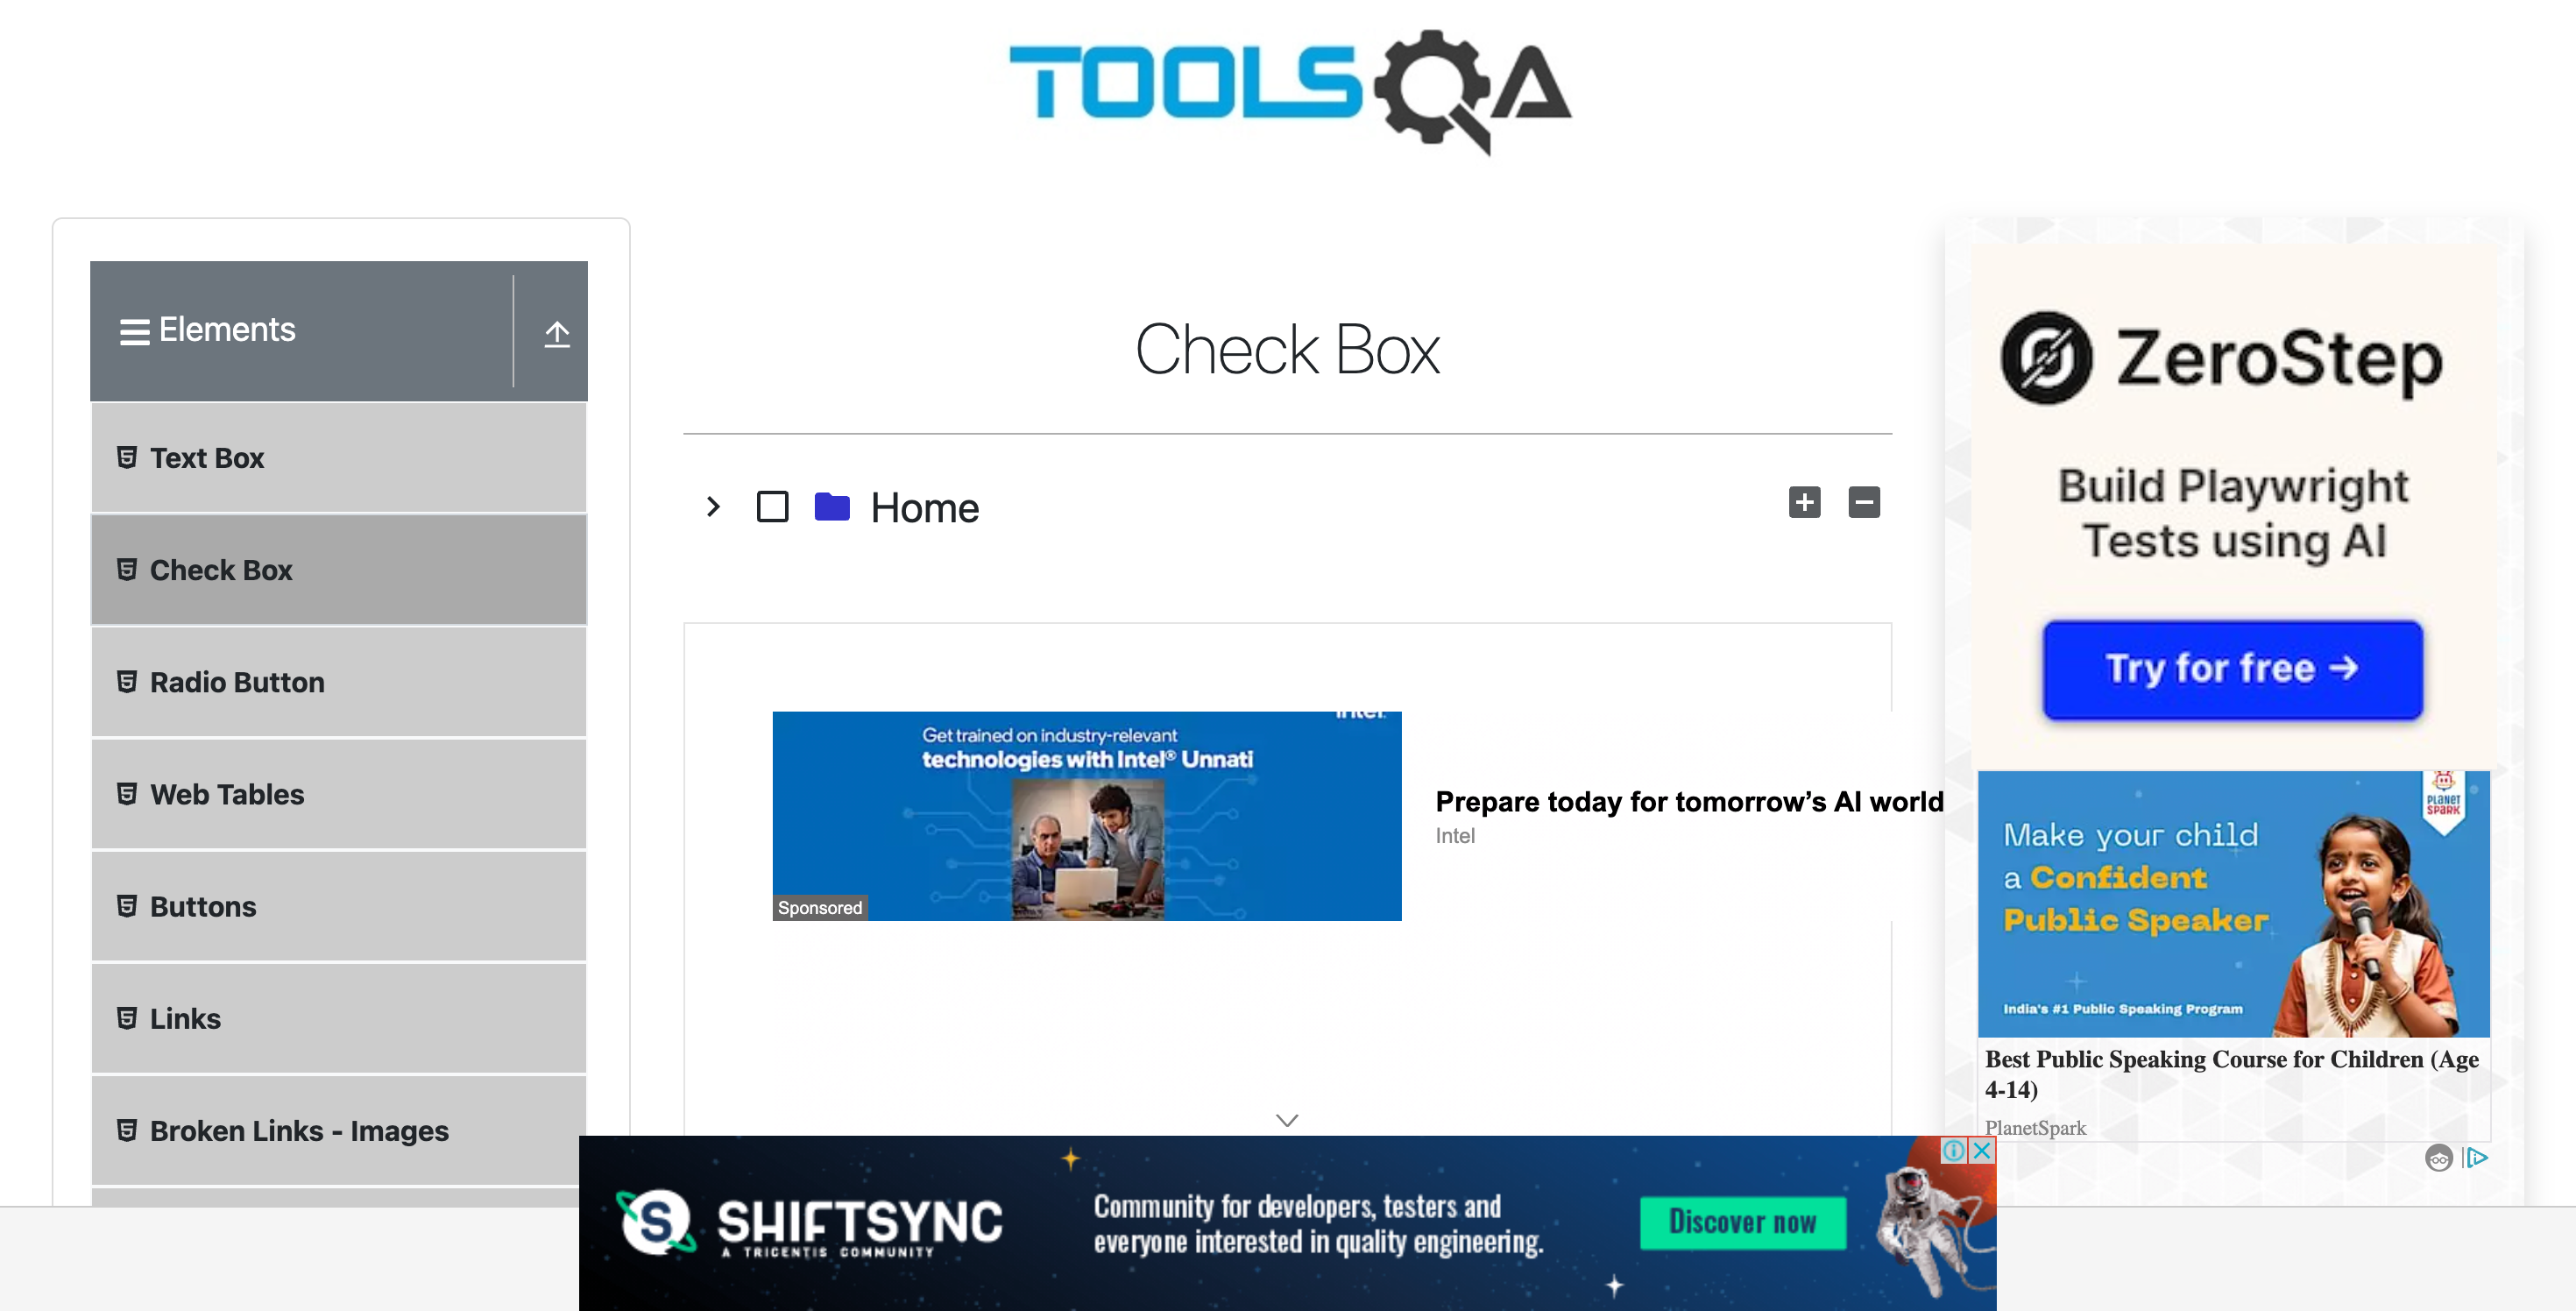 TOOLSQA
Elements
Text Box
Check Box
Radio Button
Web Tables
Buttons
Links
Broken Links - Images
Check Box
Home
Get trained on industry-relevant
technologies with Intel® Unnati
Sponsored
Prepare today for tomorrow’s AI world
Intel
ZeroStep
Build Playwright
Tests using AI
Try for free →
PLANET
SPARK
Make your child
a Confident
Public Speaker
India's #1 Public Speaking Program
Best Public Speaking Course for Children (Age
4-14)
PlanetSpark
SHIFTSYNC
A TRICENTIS COMMUNITY
Community for developers, testers and
everyone interested in quality engineering.
Discover now